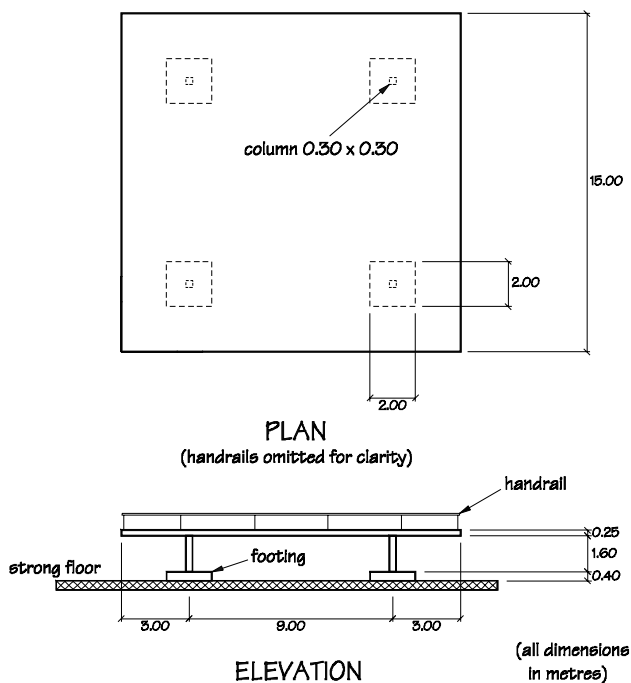 column 0.30 x 0.30
15.00
2.00
2.00
PLAN
(handrails omitted for clarity)
handrail
0.25
footing
1.60
strong floor
0.40
3.00
9.00
3.00
ELEVATION
(all dimensions
in metres)